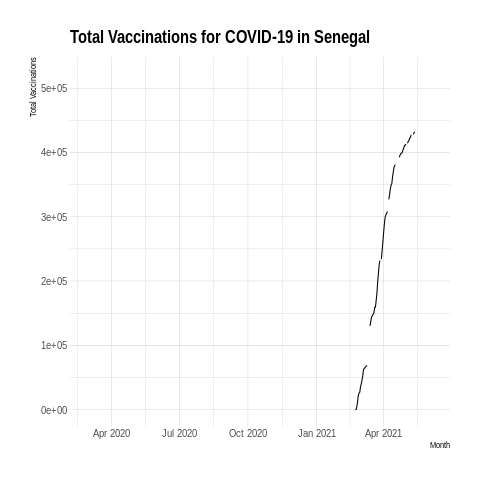 Total Vaccinations for COVID-19 in Senegal
Total Vaccinations
5e+05
4e+05
3e+05
2e+05
1e+05
0e+00
Apr 2020 Jul 2020 Oct 2020 Jan 2021 Apr 2021
Month